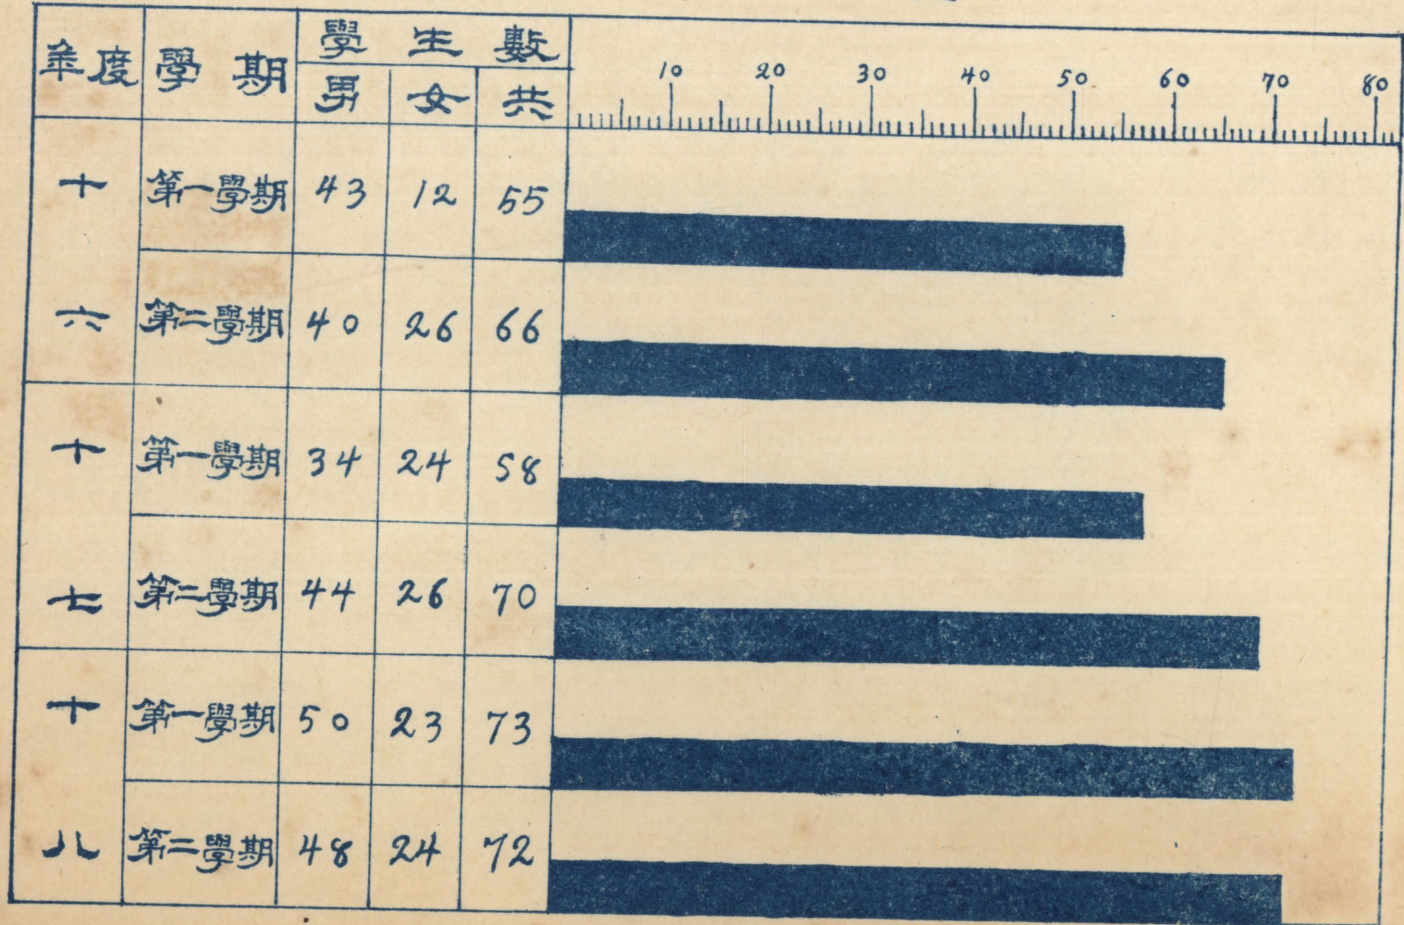 年度 學期 學生數
男 女 共
10 20 30 40 50 60 70 80
十六 第一學期 43 12 55
第二學期 40 26 66
十七 第一學期 34 24 58
第二學期 44 26 70
十八 第一學期 50 23 73
第二學期 48 24 72